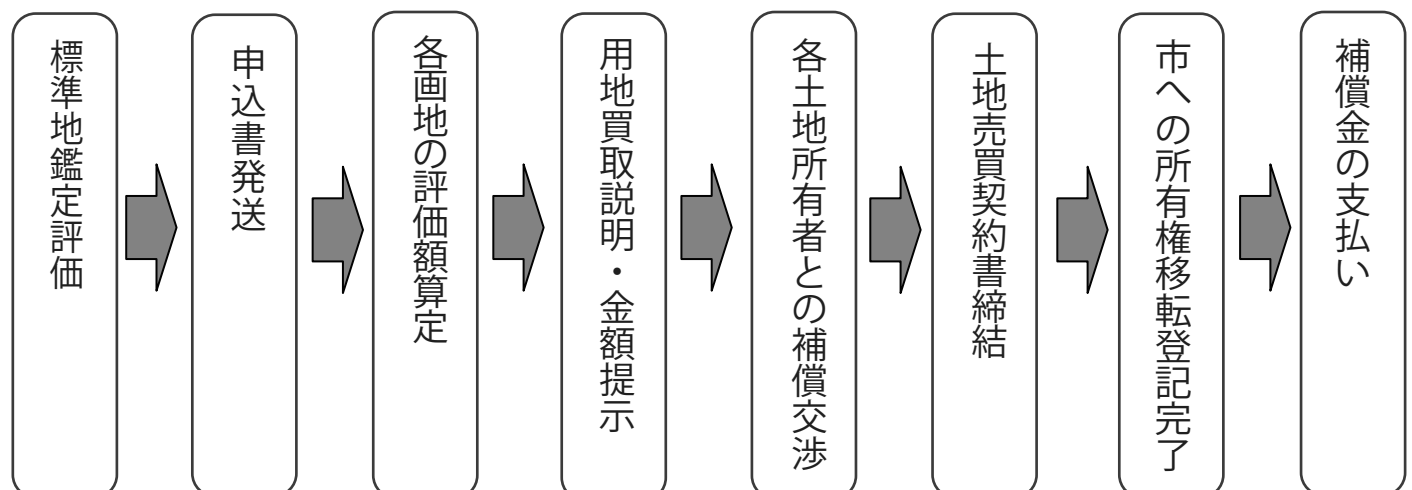 標準地鑑定評価
申込書発送
各画地の評価額算定
用地買取説明・金額提示
各土地所有者との補償交渉
土地売買契約書締結
市への所有権移転登記完了
補償金の支払い